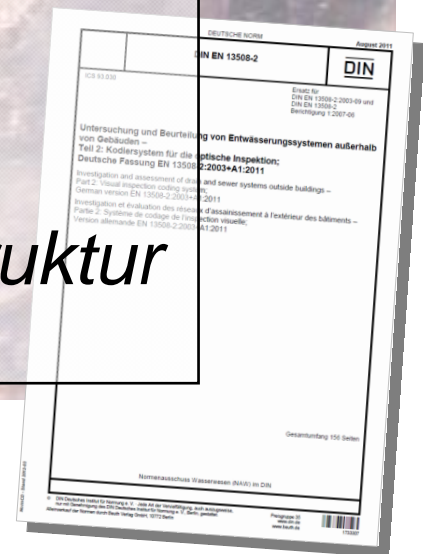 DEUTSCHE NORM
August 2011
DIN EN 13508-2
DIN
Ersatz für
DIN EN 13508-2:2003-09 und
DIN EN 13508-2
Berichtigung 1:2007-06
Untersuchung und Beurteilung von Entwässerungssystemen außerhalb
von Gebäuden –
Teil 2: Kodiersystem für die optische Inspektion;
Deutsche Fassung EN 13508-2:2003+A1:2011
Investigation and assessment of drain and sewer systems outside buildings –
Part 2: Visual inspection coding system;
German version EN 13508-2:2003+A1:2011
Investigation et évaluation des réseaux d'assainissement à l'extérieur des bâtiments –
Partie 2: Système de codage de l'inspection visuelle;
Version allemande EN 13508-2:2003+A1:2011
uktur
Gesamtumfang 150 Seiten
Normenausschuss Wasserwesen (NAW) im DIN